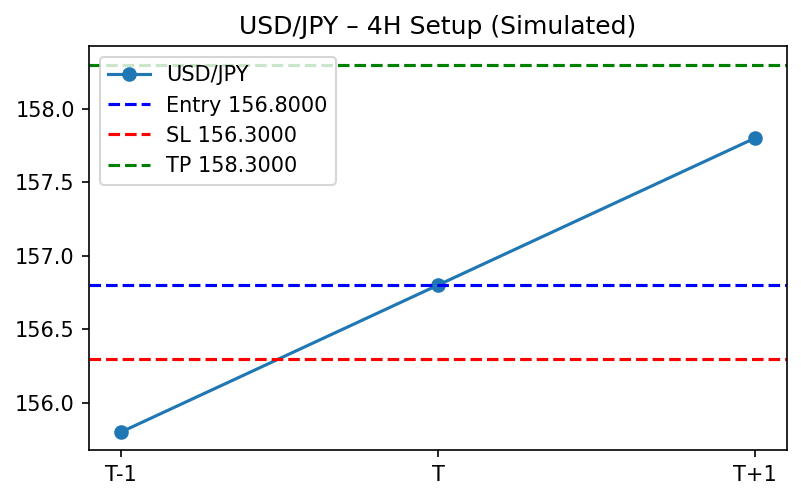 USD/JPY – 4H Setup (Simulated)
USD/JPY
Entry 156.8000
SL 156.3000
TP 158.3000
158.0
157.5
157.0
156.5
156.0
T-1
T
T+1